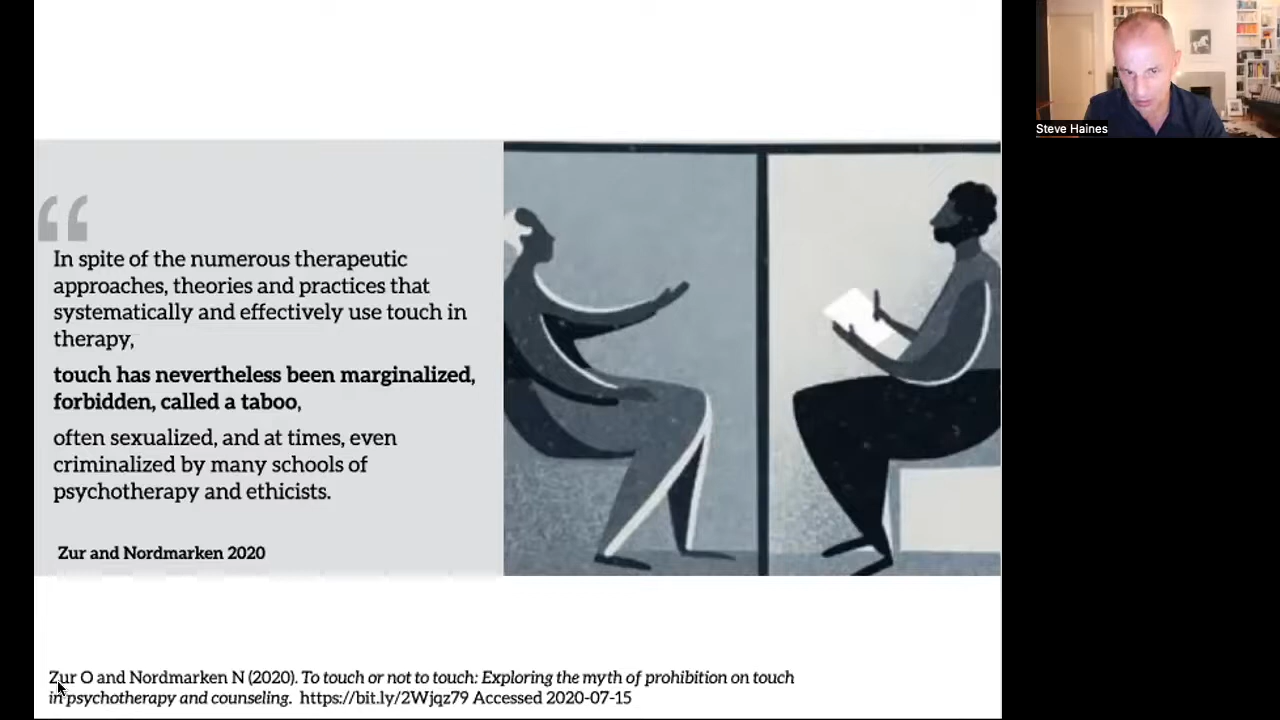 Steve Haines
“
In spite of the numerous therapeutic
approaches, theories and practices that
systematically and effectively use touch in
therapy,
touch has nevertheless been marginalized,
forbidden, called a taboo,
often sexualized, and at times, even
criminalized by many schools of
psychotherapy and ethicists.
Zur and Nordmarken 2020
Zur O and Nordmarken N (2020). To touch or not to touch: Exploring the myth of prohibition on touch
in psychotherapy and counseling. https://bit.ly/2Wjqz79 Accessed 2020-07-15